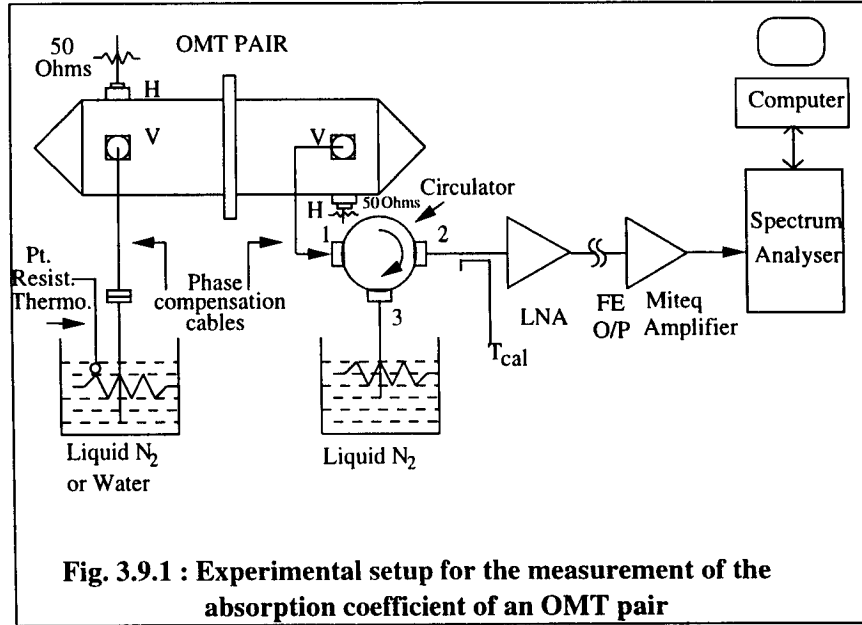 50
Ohms
OMT PAIR
H
V
V
H
50 Ohms
Circulator
Computer
1
2
3
Spectrum
Analyser
Pt.
Resist.
Thermo.
Phase
compensation
cables
LNA
FE
O/P
Miteq
Amplifier
Tcal
Liquid N2
or Water
Liquid N2
Fig. 3.9.1 : Experimental setup for the measurement of the
absorption coefficient of an OMT pair